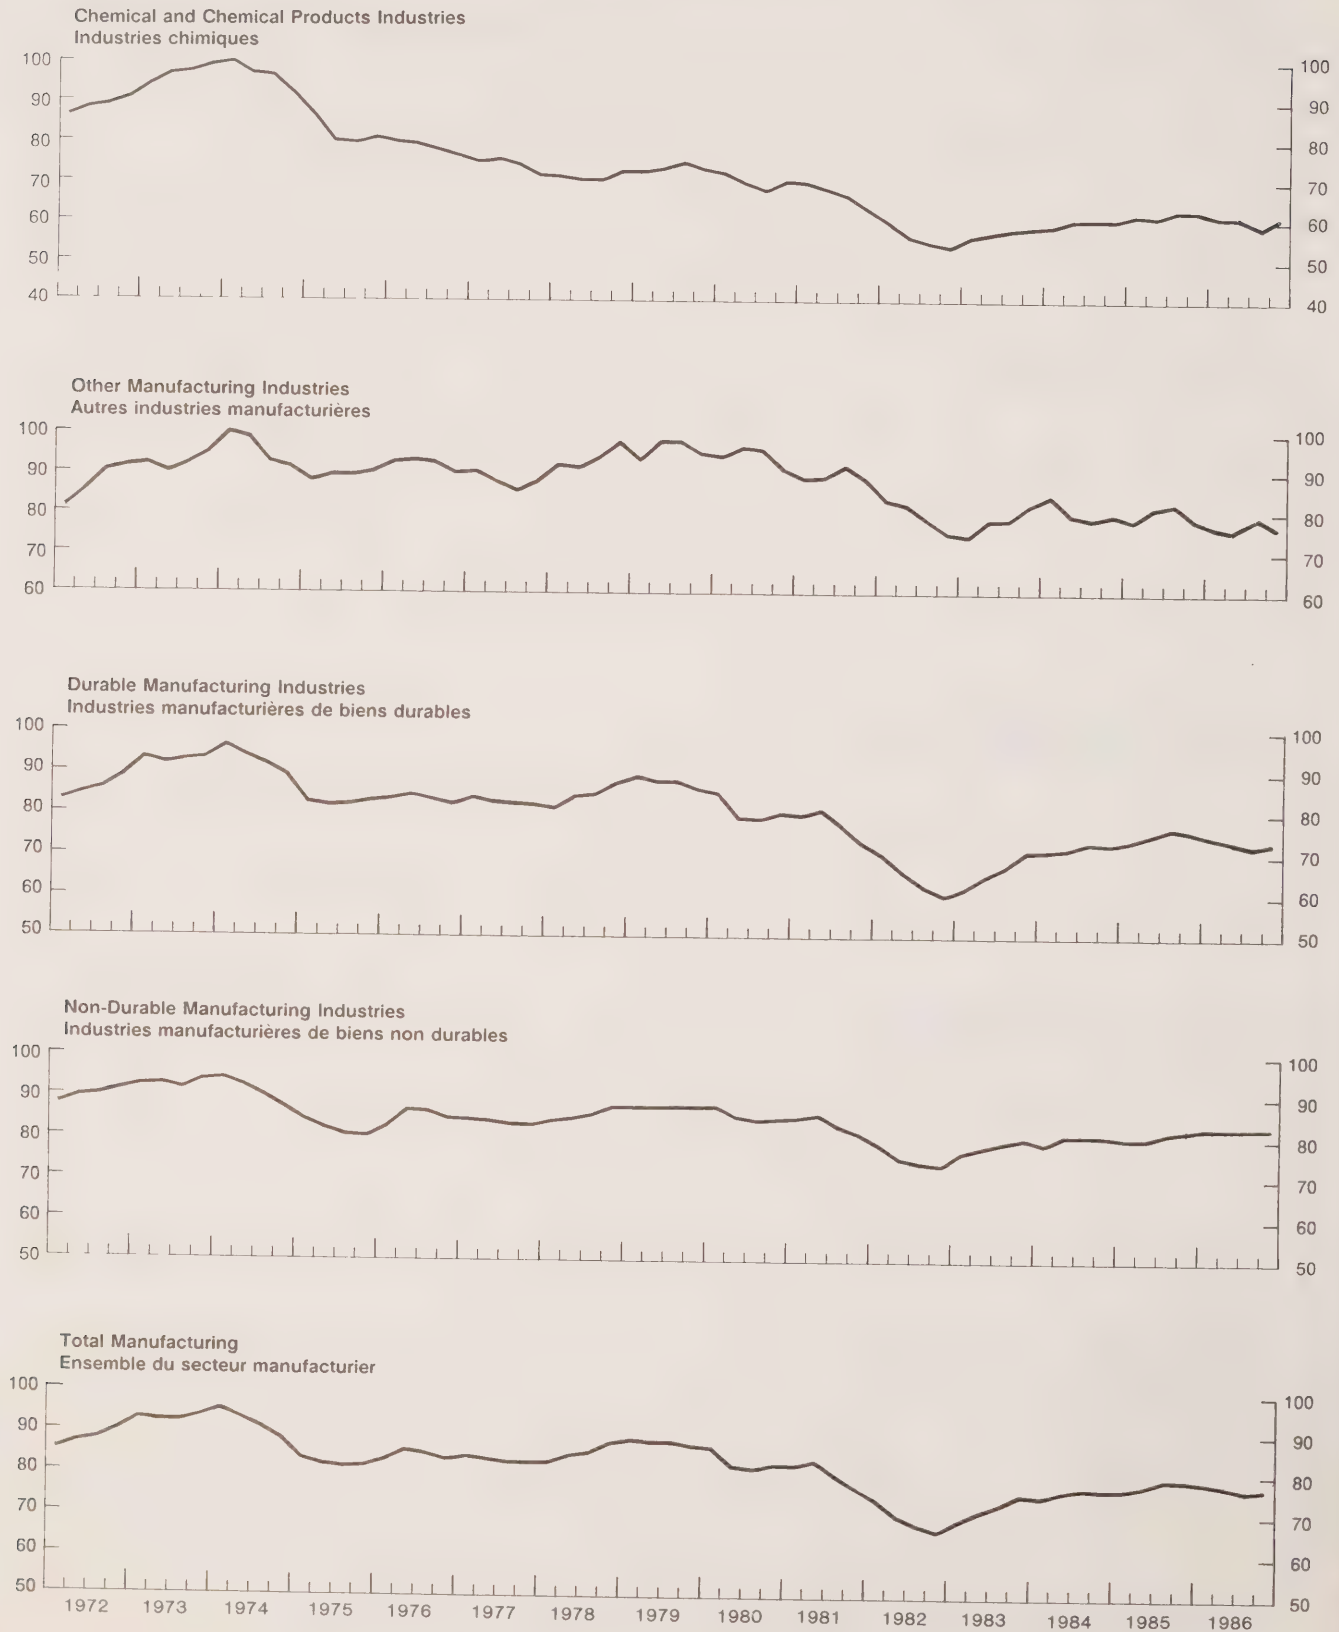 Chemical and Chemical Products Industries
Industries chimiques
100 100
90 90
80 80
70 70
60 60
50 50
40 40
Other Manufacturing Industries
Autres industries manufacturières
100 100
90 90
80 80
70 70
60 60
Durable Manufacturing Industries
Industries manufacturières de biens durables
100 100
90 90
80 80
70 70
60 60
50 50
Non-Durable Manufacturing Industries
Industries manufacturières de biens non durables
100 100
90 90
80 80
70 70
60 60
50 50
Total Manufacturing
Ensemble du secteur manufacturier
100 100
90 90
80 80
70 70
60 60
50 50
1972 1973 1974 1975 1976 1977 1978 1979 1980 1981 1982 1983 1984 1985 1986